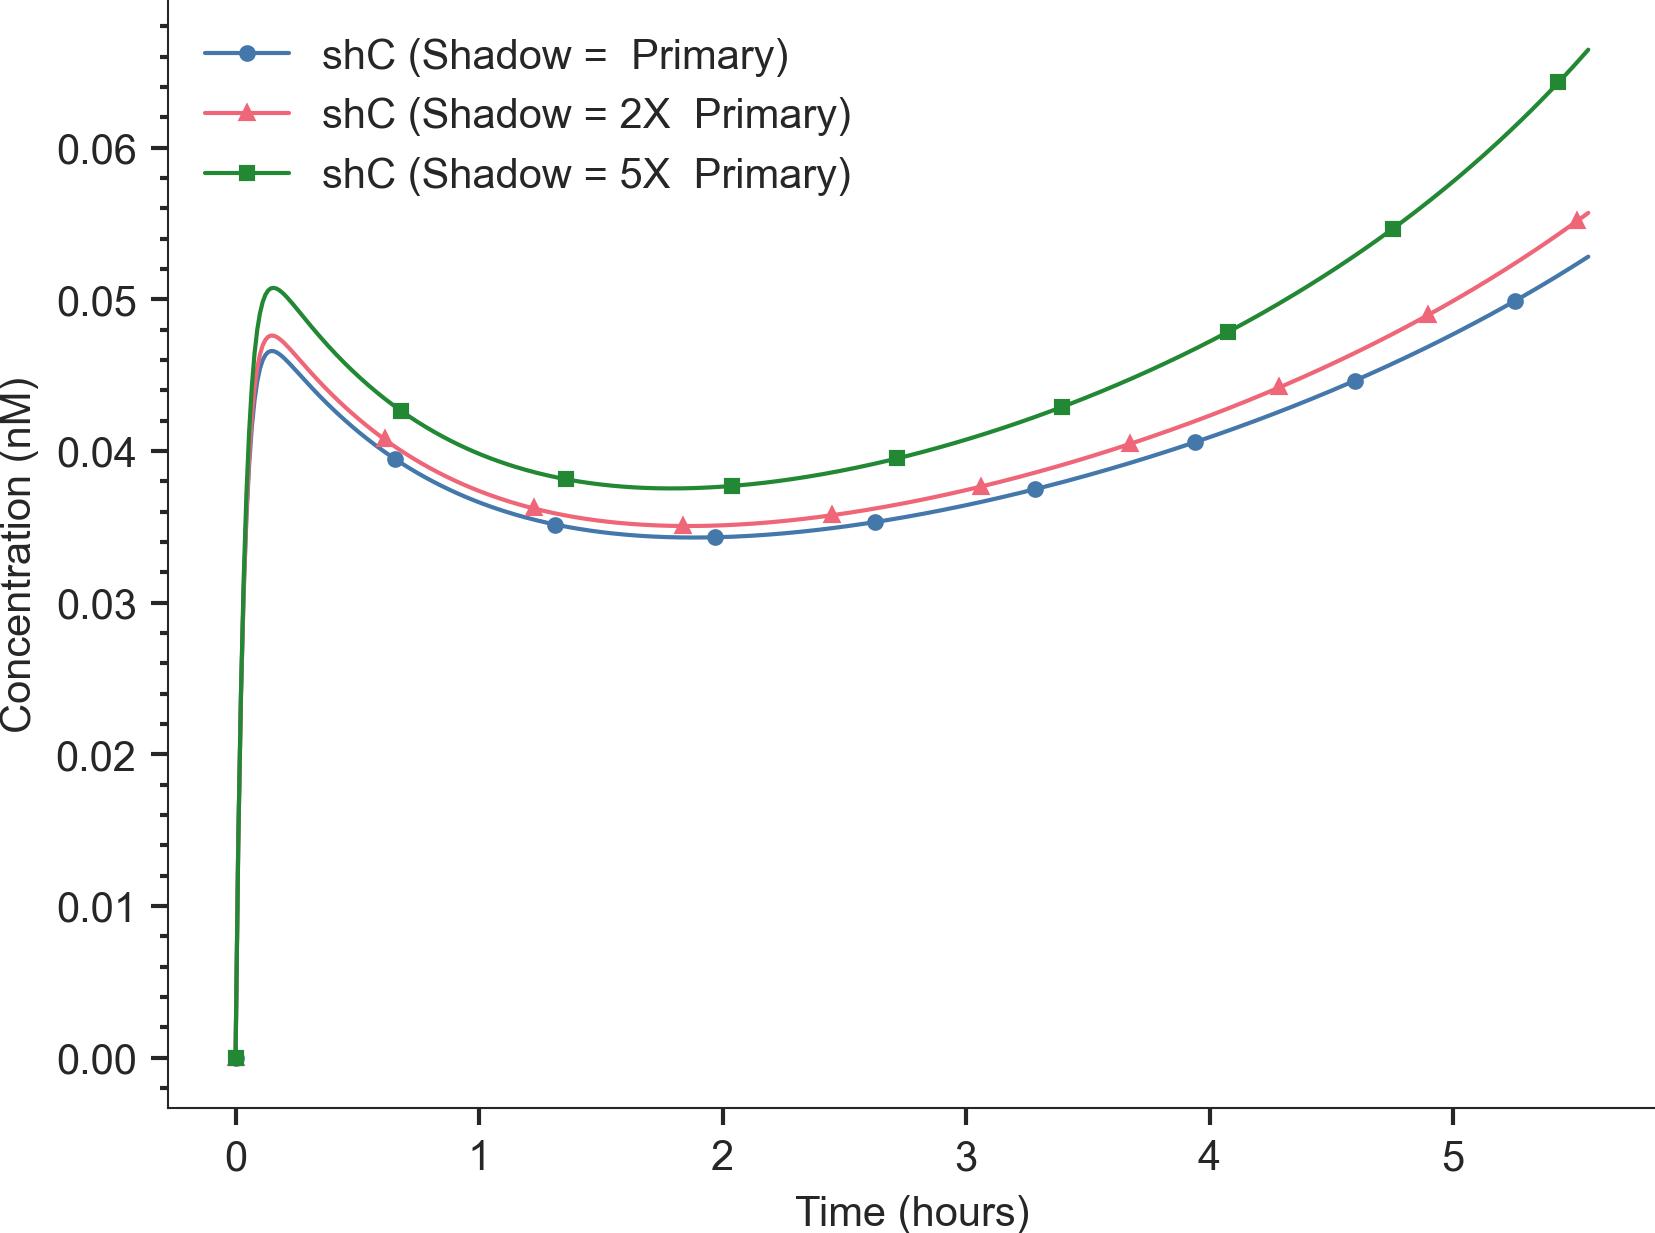 shC (Shadow =  Primary)
shC (Shadow = 2X  Primary)
shC (Shadow = 5X  Primary)
Concentration (nM)
0.06
0.05
0.04
0.03
0.02
0.01
0.00
0 1 2 3 4 5
Time (hours)